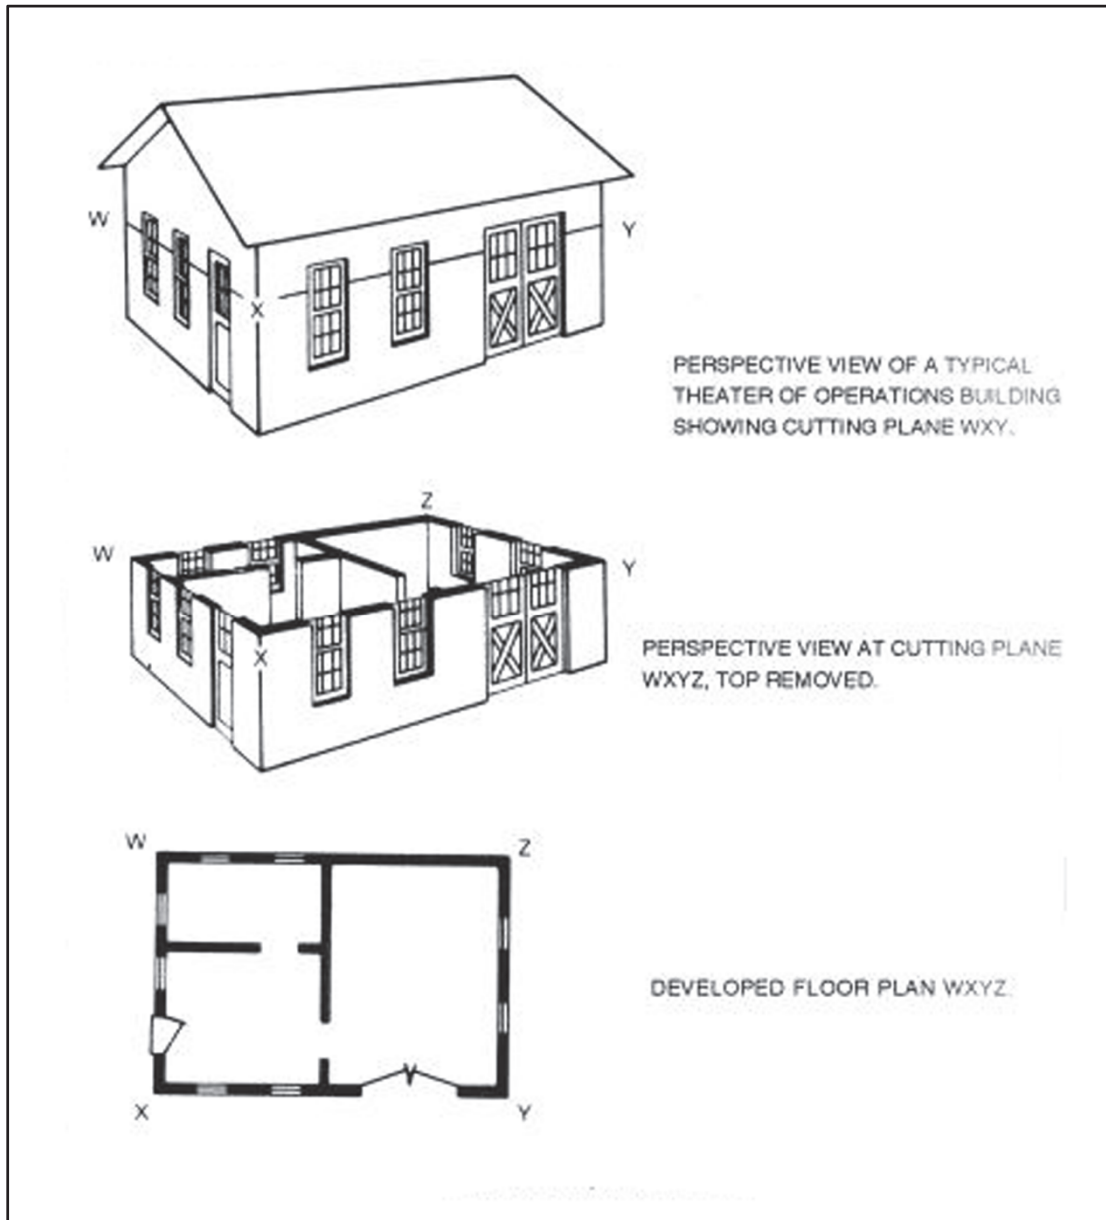 W
Y
X
PERSPECTIVE VIEW OF A TYPICAL
THEATER OF OPERATIONS BUILDING
SHOWING CUTTING PLANE WXY.
Z
W
Y
X
PERSPECTIVE VIEW AT CUTTING PLANE
WXYZ, TOP REMOVED.
W
Z
DEVELOPED FLOOR PLAN WXYZ.
X
Y